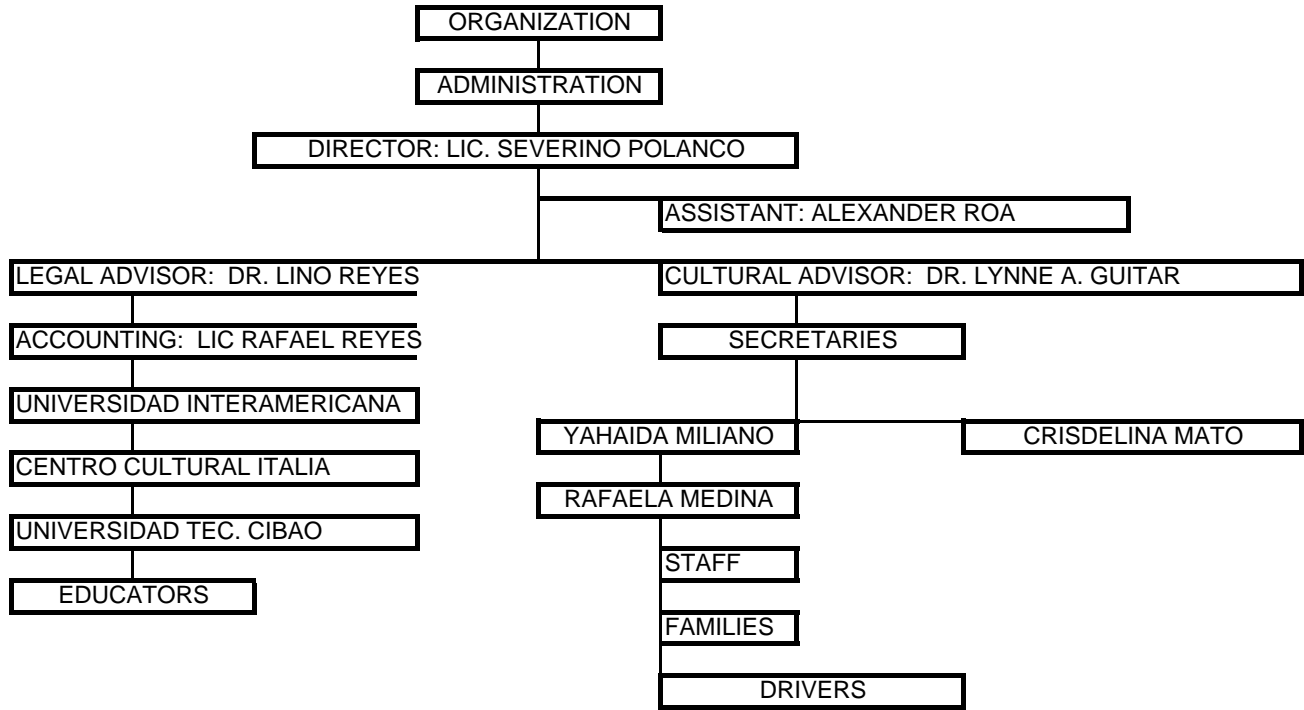 ORGANIZATION
ADMINISTRATION
DIRECTOR: LIC. SEVERINO POLANCO
ASSISTANT: ALEXANDER ROA
LEGAL ADVISOR: DR. LINO REYES
CULTURAL ADVISOR: DR. LYNNE A. GUITAR
ACCOUNTING: LIC RAFAEL REYES
SECRETARIES
UNIVERSIDAD INTERAMERICANA
YAHAIDA MILIANO
CRISDELINA MATO
CENTRO CULTURAL ITALIA
RAFAELA MEDINA
UNIVERSIDAD TEC. CIBAO
STAFF
EDUCATORS
FAMILIES
DRIVERS